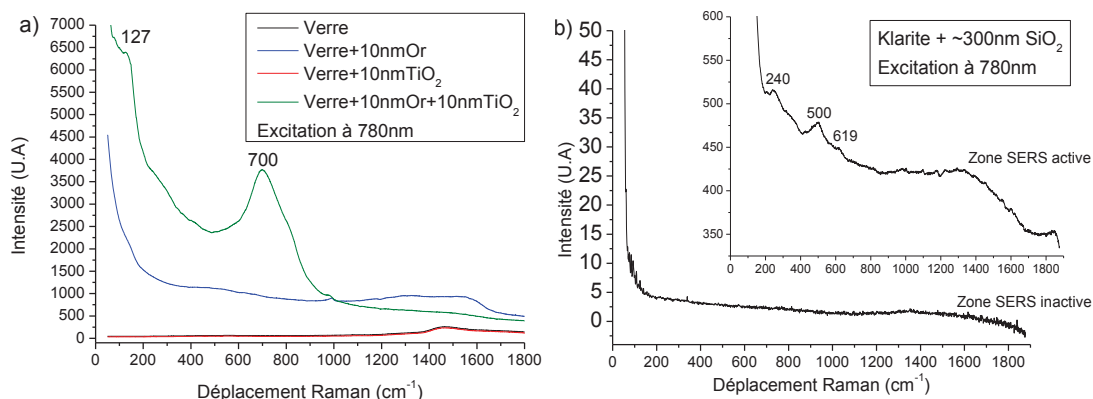 a)
7000
6500
6000
5500
5000
4500
4000
3500
3000
2500
2000
1500
1000
500
0
Intensité (U.A)
127
700
Verre
Verre+10nmOr
Verre+10nmTiO₂
Verre+10nmOr+10nmTiO₂
Excitation à 780nm
0 200 400 600 800 1000 1200 1400 1600 1800
Déplacement Raman (cm⁻¹)
b)
50
45
40
35
30
25
20
15
10
5
0
Intensité (U.A)
600
550
500
450
400
350
240
500
619
Klarite + ~300nm SiO₂
Excitation à 780nm
Zone SERS active
0 200 400 600 800 1000 1200 1400 1600 1800
Zone SERS inactive
0 200 400 600 800 1000 1200 1400 1600 1800
Déplacement Raman (cm⁻¹)